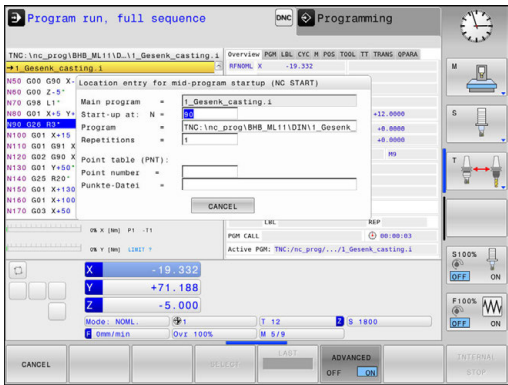 Program run, full sequence
DNC
Programming
TNC:\nc_prog\BHB_ML11\D…\1_Gesenk_casting.i
→1_Gesenk_casting.i
Overview PGM LBL CYC M POS TOOL TT TRANS QPARA
RFNOML X -19.332
N50 G00 G90 X-
N60 G00 Z-5*
N70 G98 L1*
N80 G01 X+5 Y+
N90 G26 R3*
N100 G01 X+15
N110 G01 G91 X
N120 G02 G90 X
N130 G01 Y+50*
N140 G25 R20*
N150 G01 X+130
N160 G01 X+100
N170 G03 X+50
Location entry for mid-program startup (NC START)
Main program = 1_Gesenk_casting.i
Start-up at: N = 90
Program = TNC:\nc_prog\BHB_ML11\DIN\1_Gesenk_
Repetitions = 1
Point table (PNT):
Point number =
Punkte-Datei =
CANCEL
+12.0000
+0.0000
+0.0000
M9
LBL
REP
PGM CALL 00:00:03
Active PGM: TNC:/nc_prog/.../1_Gesenk_casting.i
0% X [Nm] P1 -T1
0% Y [Nm] LIMIT
X -19.332
Y +71.188
Z -5.000
Mode: NOML. 1 T 12 Z S 1800
F 0mm/min Ovr 100% M 5/9
M
S
T
S100%
OFF ON
F100%
OFF ON
CANCEL
SELECT
LAST
ADVANCED
OFF ON
INTERNAL
STOP